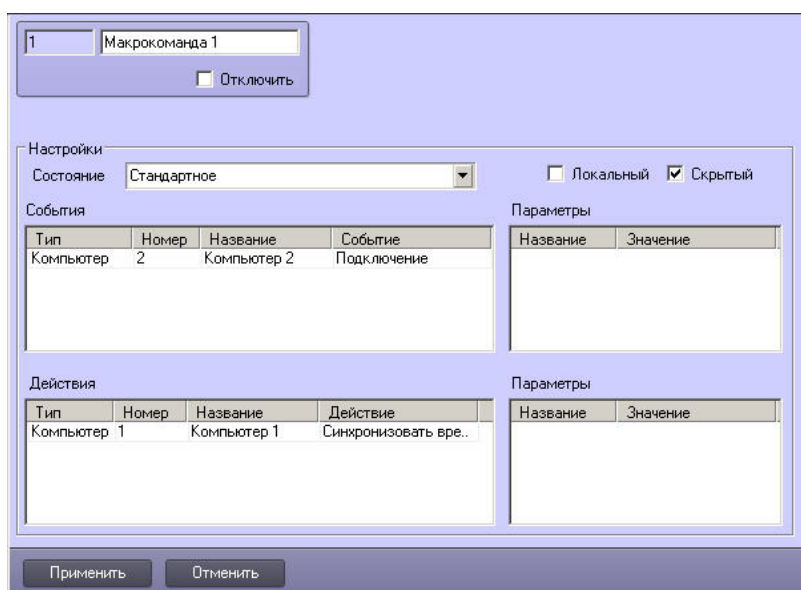 1 Макрокоманда 1
Отключить
Настройки
Состояние Стандартное Локальный Скрытый
События Параметры
Тип Номер Название Событие Название Значение
Компьютер 2 Компьютер 2 Подключение
Действия Параметры
Тип Номер Название Действие Название Значение
Компьютер 1 Компьютер 1 Синхронизовать вре..
Применить Отменить